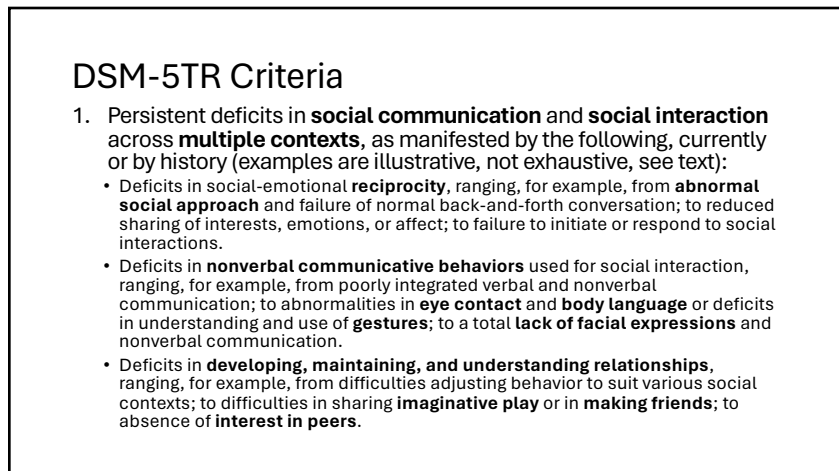 DSM-5TR Criteria
1. Persistent deficits in social communication and social interaction
across multiple contexts, as manifested by the following, currently
or by history (examples are illustrative, not exhaustive, see text):
• Deficits in social-emotional reciprocity, ranging, for example, from abnormal
social approach and failure of normal back-and-forth conversation; to reduced
sharing of interests, emotions, or affect; to failure to initiate or respond to social
interactions.
• Deficits in nonverbal communicative behaviors used for social interaction,
ranging, for example, from poorly integrated verbal and nonverbal
communication; to abnormalities in eye contact and body language or deficits
in understanding and use of gestures; to a total lack of facial expressions and
nonverbal communication.
• Deficits in developing, maintaining, and understanding relationships,
ranging, for example, from difficulties adjusting behavior to suit various social
contexts; to difficulties in sharing imaginative play or in making friends; to
absence of interest in peers.